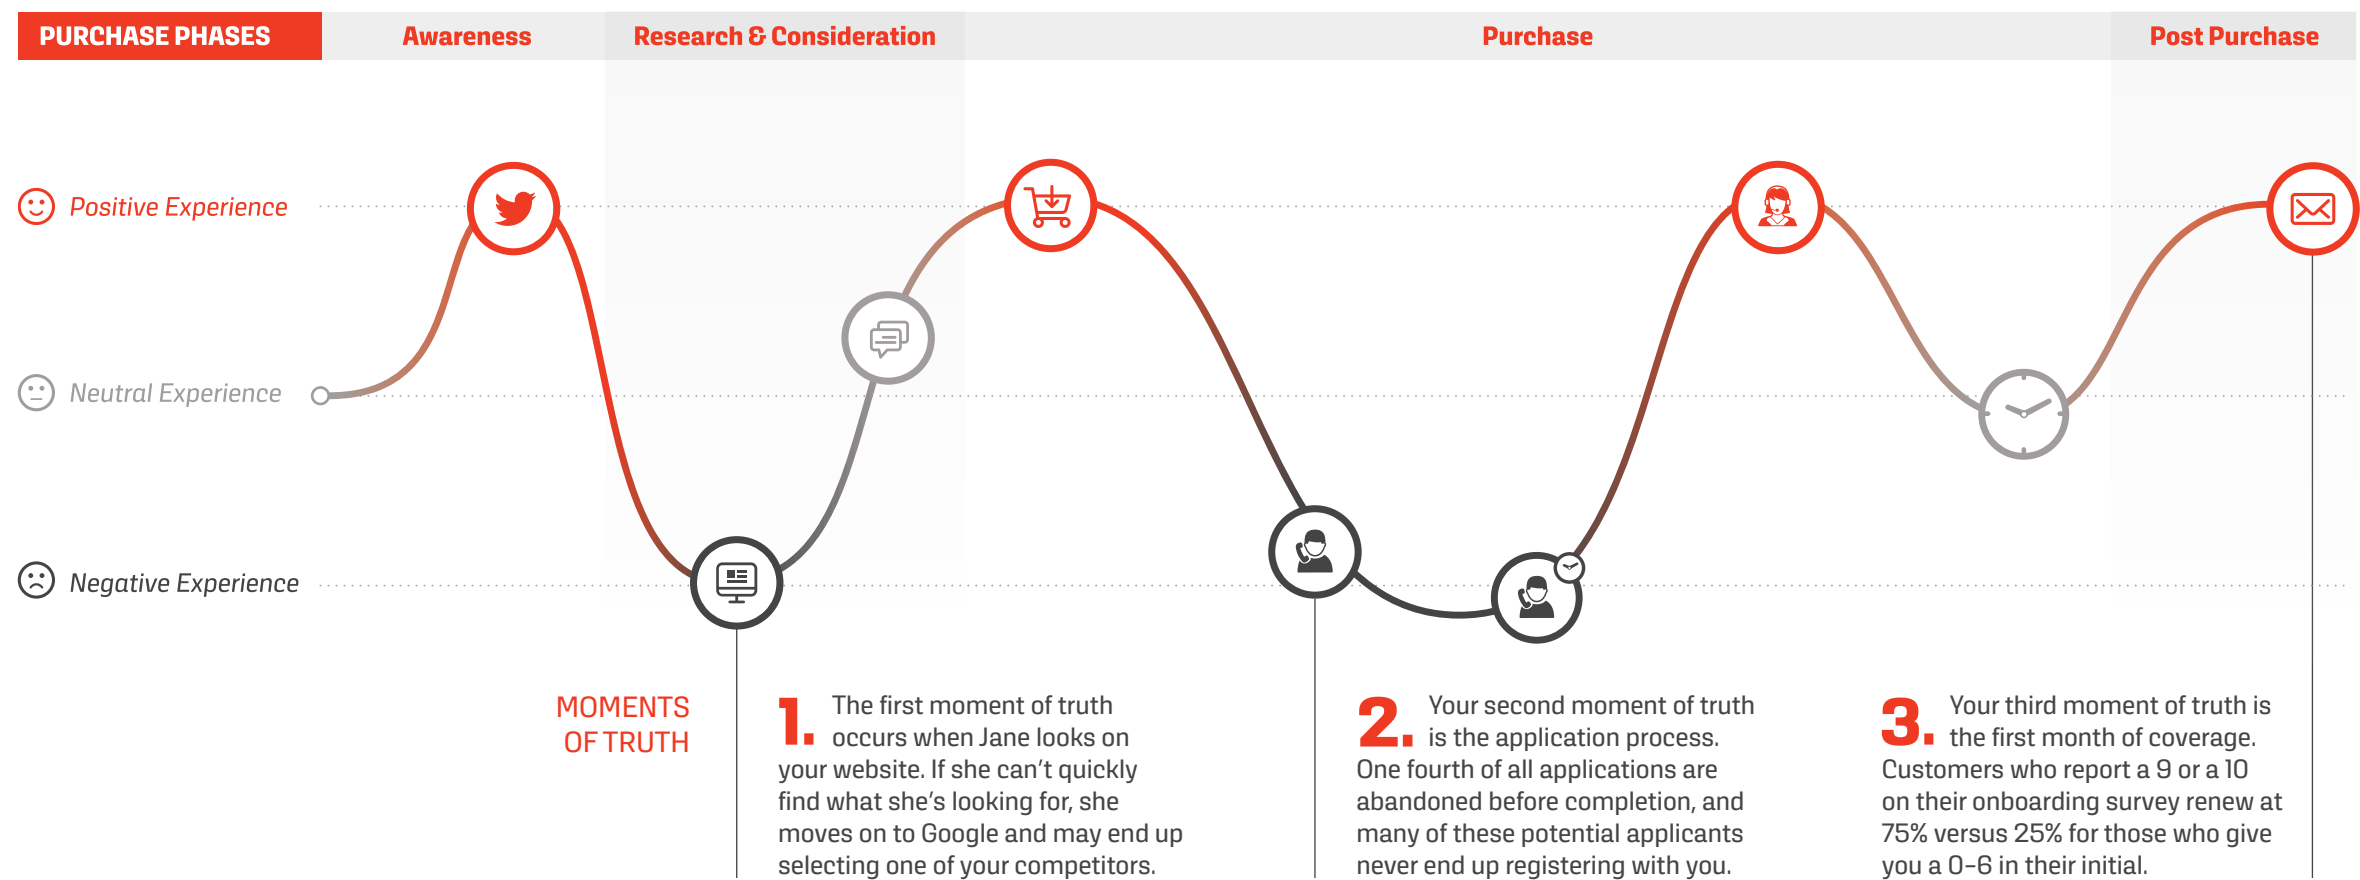 PURCHASE PHASES
Awareness
Research & Consideration
Purchase
Post Purchase
Positive Experience
Neutral Experience
Negative Experience
MOMENTS
OF TRUTH
1. The first moment of truth
occurs when Jane looks on
your website. If she can't quickly
find what she's looking for, she
moves on to Google and may end up
selecting one of your competitors.
2. Your second moment of truth
is the application process.
One fourth of all applications are
abandoned before completion, and
many of these potential applicants
never end up registering with you.
3. Your third moment of truth is
the first month of coverage.
Customers who report a 9 or a 10
on their onboarding survey renew at
75% versus 25% for those who give
you a 0–6 in their initial.